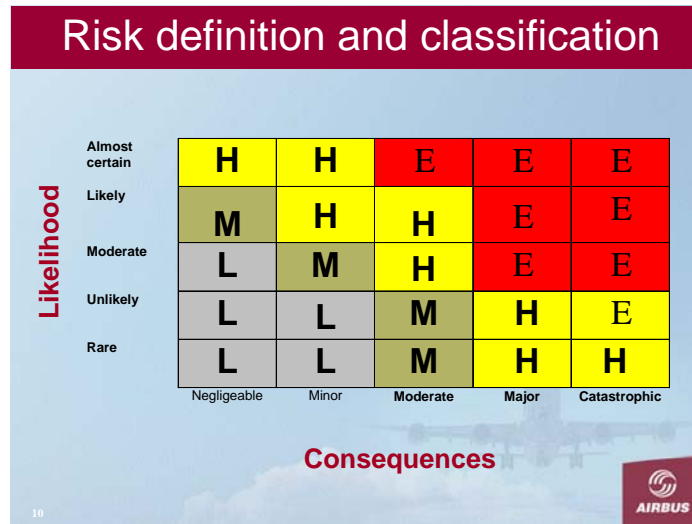 Risk definition and classification
Likelihood
Almost
certain
H H E E E
Likely
M H H E E
Moderate
L M H E E
Unlikely
L L M H E
Rare
L L M H H
Negligeable Minor Moderate Major Catastrophic
Consequences
10
AIRBUS